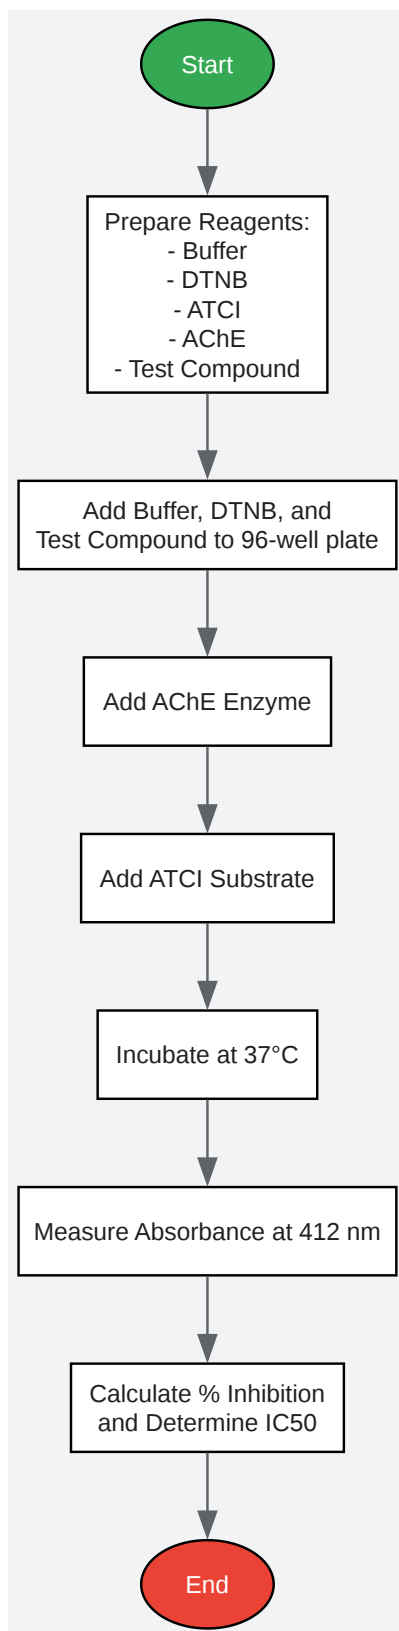 Start
Prepare Reagents:
- Buffer
- DTNB
- ATCI
- AChE
- Test Compound
Add Buffer, DTNB, and
Test Compound to 96-well plate
Add AChE Enzyme
Add ATCI Substrate
Incubate at 37°C
Measure Absorbance at 412 nm
Calculate % Inhibition
and Determine IC50
End